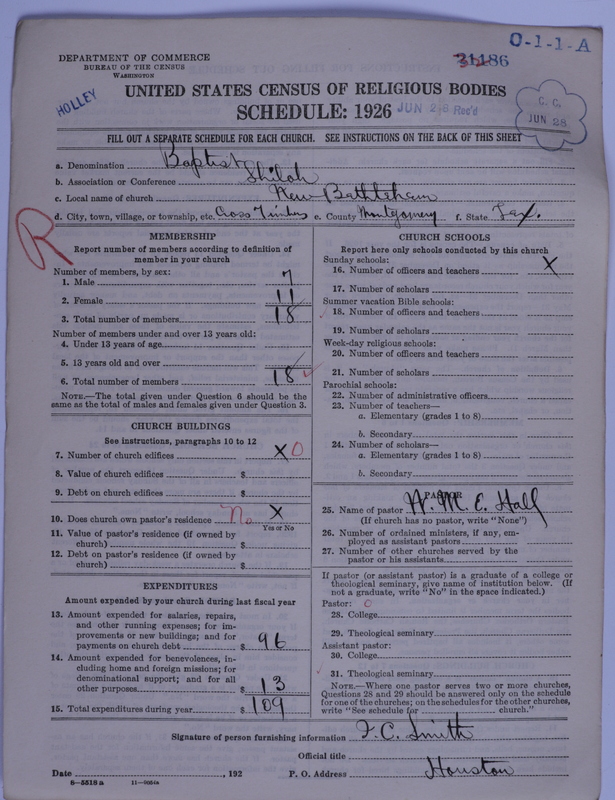 O-1-1-A
DEPARTMENT OF COMMERCE
BUREAU OF THE CENSUS
WASHINGTON
31186
HOLLEY
UNITED STATES CENSUS OF RELIGIOUS BODIES
SCHEDULE: 1926
JUN 28 Rec'd
C. C.
JUN 28
FILL OUT A SEPARATE SCHEDULE FOR EACH CHURCH. SEE INSTRUCTIONS ON THE BACK OF THIS SHEET
a. Denomination Baptist
b. Association or Conference Shiloh
c. Local name of church New Bathleham
d. City, town, village, or township, etc. Cross Timbers e. County Montgomery f. State Tex.
R
MEMBERSHIP
Report number of members according to definition of
member in your church
Number of members, by sex:
1. Male 7
2. Female 11
3. Total number of members 18
Number of members under and over 13 years old:
4. Under 13 years of age
5. 13 years old and over
6. Total number of members 18
NOTE.—The total given under Question 6 should be the
same as the total of males and females given under Question 3.
CHURCH BUILDINGS
See instructions, paragraphs 10 to 12
7. Number of church edifices X 0
8. Value of church edifices $
9. Debt on church edifices $
10. Does church own pastor's residence No X
Yes or No
11. Value of pastor's residence (if owned by
church) $
12. Debt on pastor's residence (if owned by
church) $
EXPENDITURES
Amount expended by your church during last fiscal year
13. Amount expended for salaries, repairs,
and other running expenses; for im-
provements or new buildings; and for
payments on church debt $ 96
14. Amount expended for benevolences, in-
cluding home and foreign missions; for
denominational support; and for all
other purposes $ 13
15. Total expenditures during year $ 109
CHURCH SCHOOLS
Report here only schools conducted by this church
Sunday schools:
16. Number of officers and teachers X
17. Number of scholars
Summer vacation Bible schools:
18. Number of officers and teachers
19. Number of scholars
Week-day religious schools:
20. Number of officers and teachers
21. Number of scholars
Parochial schools:
22. Number of administrative officers
23. Number of teachers—
a. Elementary (grades 1 to 8)
b. Secondary
24. Number of scholars—
a. Elementary (grades 1 to 8)
b. Secondary
PASTOR
25. Name of pastor W. M. E. Hall
(If church has no pastor, write "None")
26. Number of ordained ministers, if any, em-
ployed as assistant pastors
27. Number of other churches served by the
pastor or his assistants
If pastor (or assistant pastor) is a graduate of a college or
theological seminary, give name of institution below. (If
not a graduate, write "No" in the space indicated.)
Pastor: 0
28. College
29. Theological seminary
Assistant pastor:
30. College
31. Theological seminary
NOTE.—Where one pastor serves two or more churches,
Questions 28 and 29 should be answered only on the schedule
for one of the churches; on the schedules for the other churches,
write "See schedule for church."
Signature of person furnishing information F. C. Smith
Official title
Date , 192 P. O. Address Houston
8—5518a 11—9654a